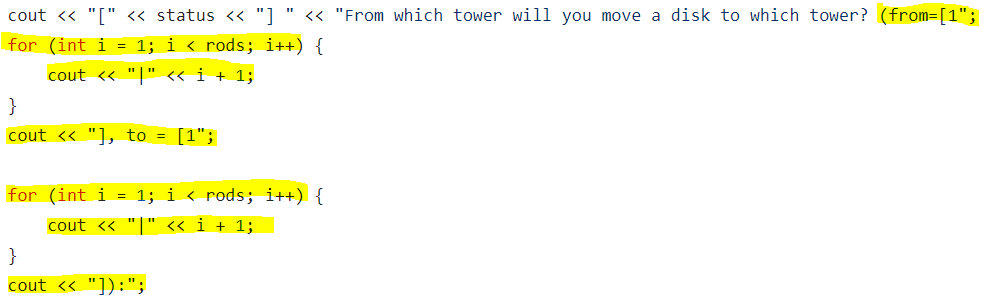 cout << "[" << status << "] " << "From which tower will you move a disk to which tower? (from=[1";
for (int i = 1; i < rods; i++) {
    cout << "|" << i + 1;
}
cout << "], to = [1";
for (int i = 1; i < rods; i++) {
    cout << "|" << i + 1;
}
cout << "]):";